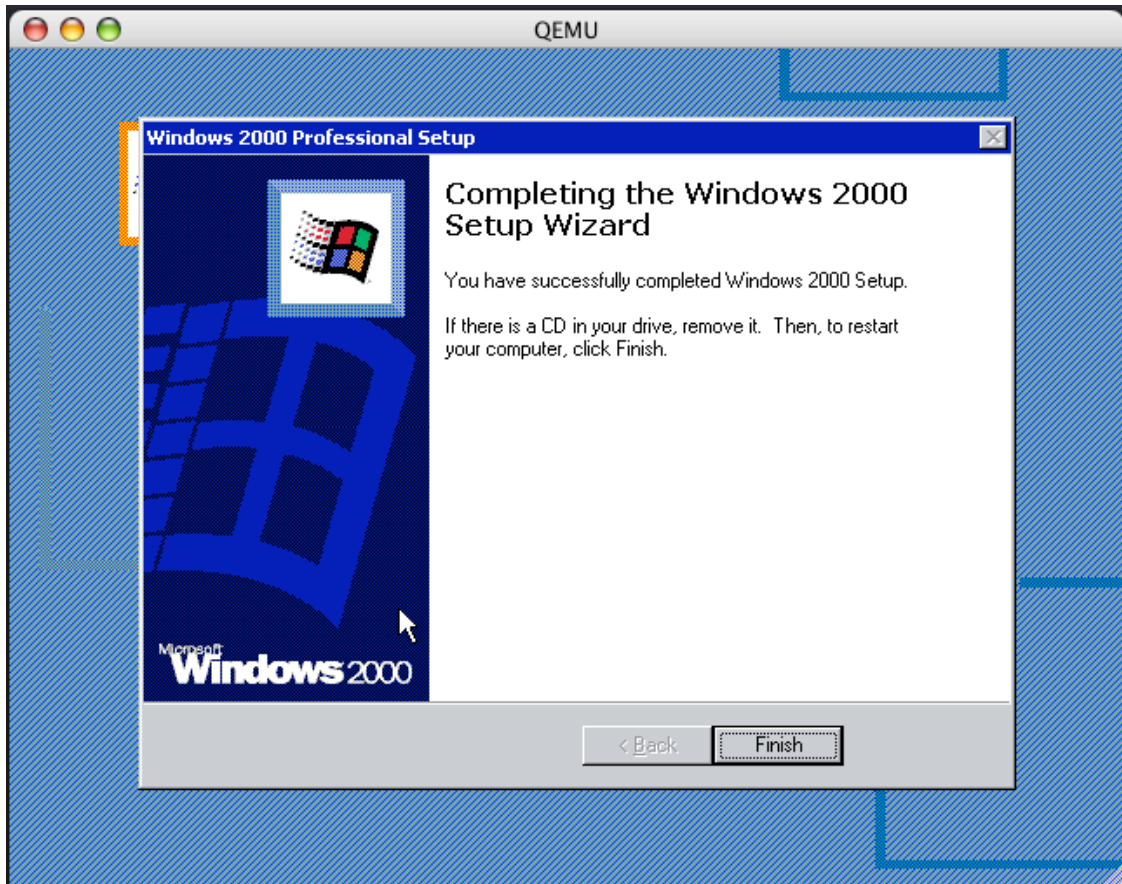 QEMU
Windows 2000 Professional Setup
Completing the Windows 2000
Setup Wizard
You have successfully completed Windows 2000 Setup.
If there is a CD in your drive, remove it.  Then, to restart
your computer, click Finish.
Microsoft
Windows 2000
< Back
Finish